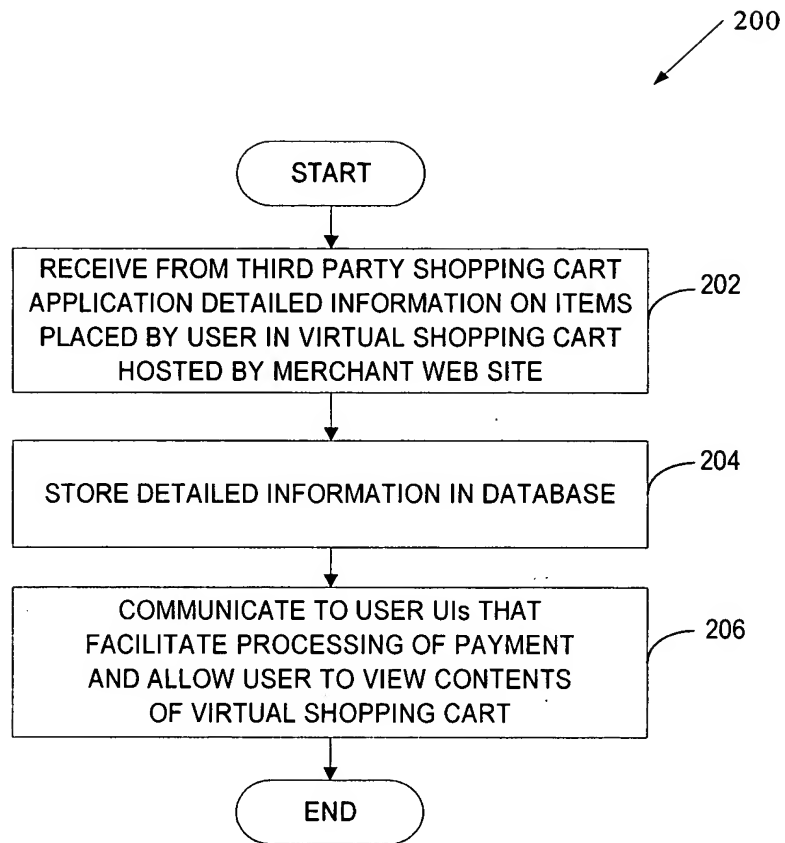 200
START
RECEIVE FROM THIRD PARTY SHOPPING CART
APPLICATION DETAILED INFORMATION ON ITEMS
PLACED BY USER IN VIRTUAL SHOPPING CART
HOSTED BY MERCHANT WEB SITE
202
STORE DETAILED INFORMATION IN DATABASE
204
COMMUNICATE TO USER UIs THAT
FACILITATE PROCESSING OF PAYMENT
AND ALLOW USER TO VIEW CONTENTS
OF VIRTUAL SHOPPING CART
206
END